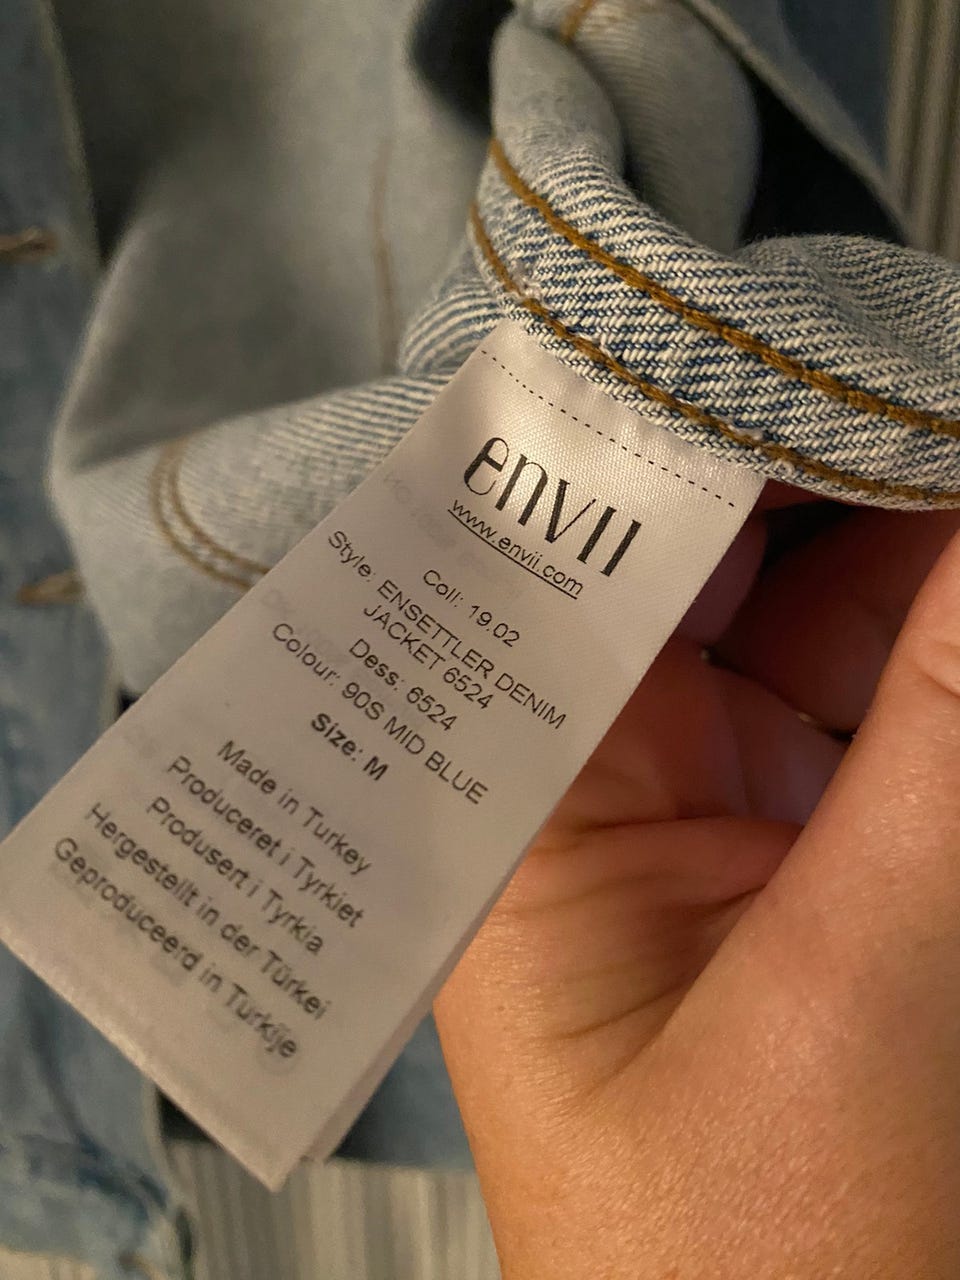 envii
www.envii.com
Coll: 19.02
Style: ENSETTLER DENIM
JACKET 6524
Dess: 6524
Colour: 90S MID BLUE
Size: M
Made in Turkey
Produceret i Tyrkiet
Produsert i Tyrkia
Hergestellt in der Türkei
Geproduceerd in Turkije